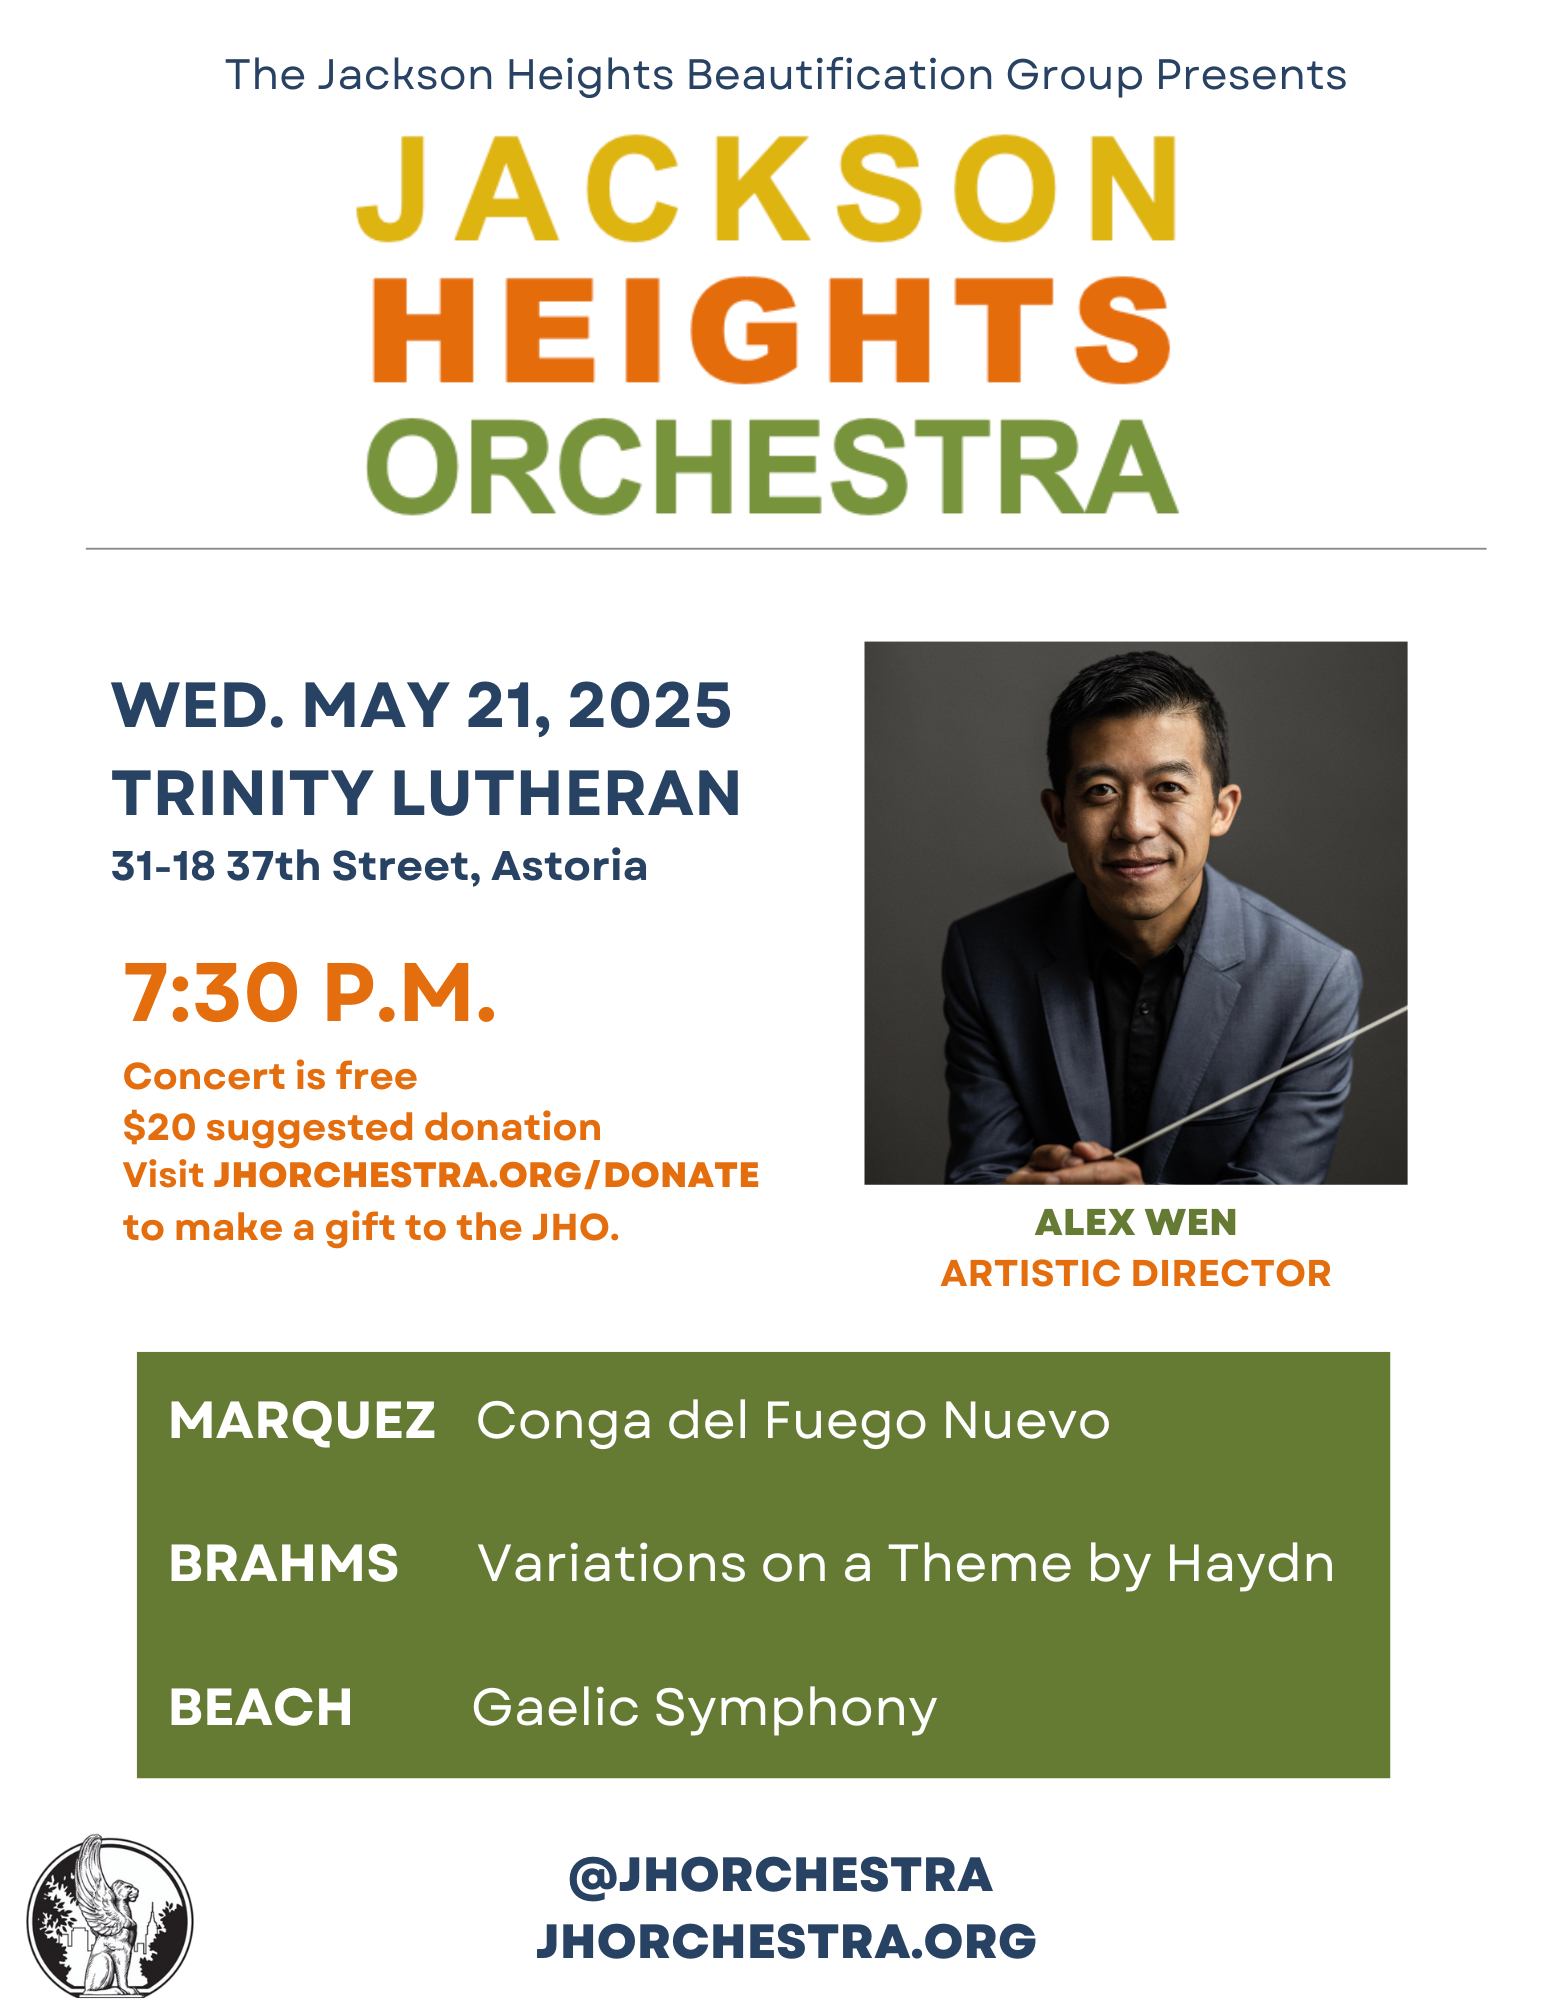 The Jackson Heights Beautification Group Presents
JACKSON
HEIGHTS
ORCHESTRA
WED. MAY 21, 2025
TRINITY LUTHERAN
31-18 37th Street, Astoria
7:30 P.M.
Concert is free
$20 suggested donation
Visit JHORCHESTRA.ORG/DONATE
to make a gift to the JHO.
ALEX WEN
ARTISTIC DIRECTOR
MARQUEZ Conga del Fuego Nuevo
BRAHMS Variations on a Theme by Haydn
BEACH Gaelic Symphony
@JHORCHESTRA
JHORCHESTRA.ORG